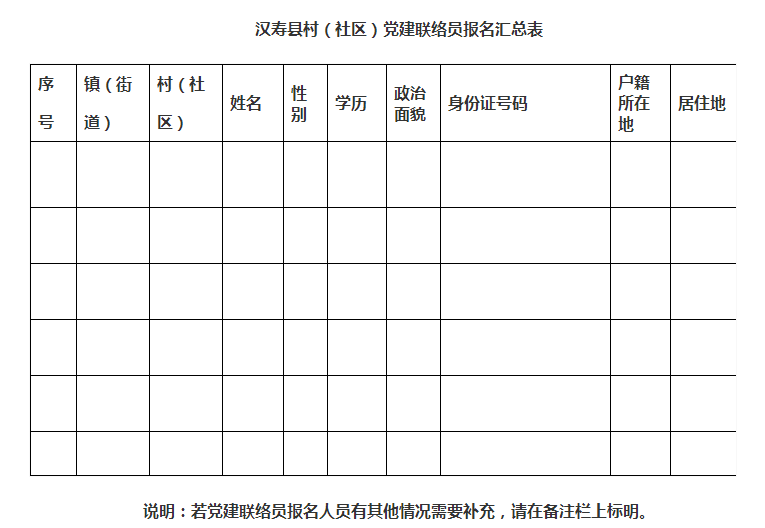 汉寿县村（社区）党建联络员报名汇总表
序号
镇（街道）
村（社区）
姓名
性别
学历
政治面貌
身份证号码
户籍所在地
居住地
说明：若党建联络员报名人员有其他情况需要补充，请在备注栏上标明。